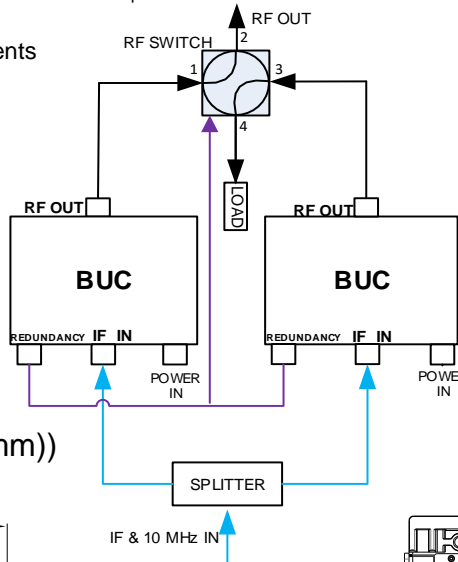 RF OUT
ents
RF SWITCH
2
1
3
4
LOAD
RF OUT
RF OUT
BUC
BUC
REDUNDANCY IF IN
REDUNDANCY IF IN
POWER
IN
POWE
IN
nm))
SPLITTER
IF & 10 MHz IN